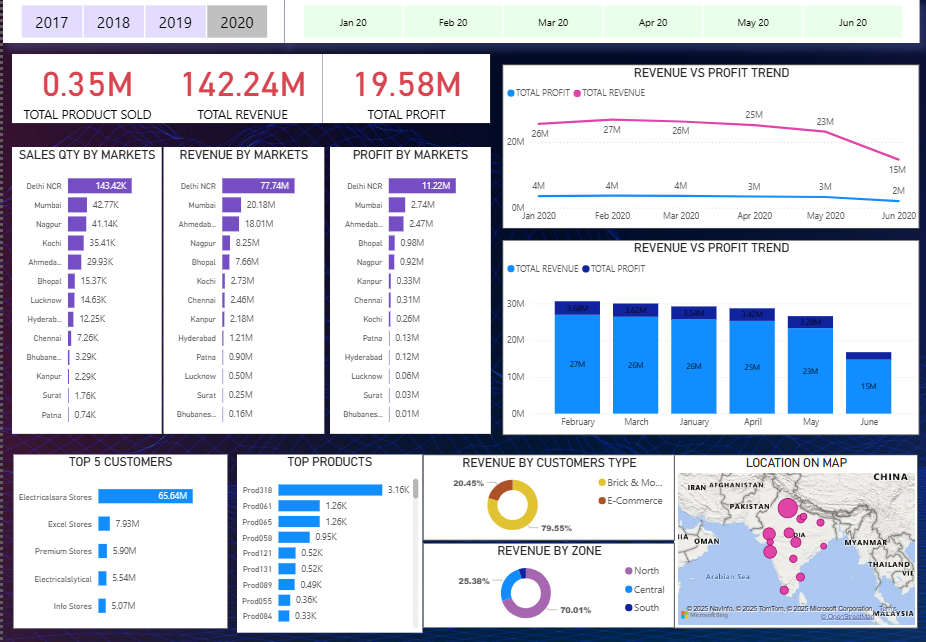 2017 2018 2019 2020
Jan 20 Feb 20 Mar 20 Apr 20 May 20 Jun 20
0.35M 142.24M 19.58M
TOTAL PRODUCT SOLD TOTAL REVENUE TOTAL PROFIT
SALES QTY BY MARKETS
Delhi NCR 143.42K
Mumbai 42.77K
Nagpur 41.14K
Kochi 35.41K
Ahmeda... 29.93K
Bhopal 15.37K
Lucknow 14.63K
Hyderab... 12.25K
Chennai 7.26K
Bhubane... 3.29K
Kanpur 2.29K
Surat 1.76K
Patna 0.74K
REVENUE BY MARKETS
Delhi NCR 77.74M
Mumbai 20.18M
Ahmedab... 18.01M
Nagpur 8.25M
Bhopal 7.66M
Kochi 2.73M
Chennai 2.46M
Kanpur 2.18M
Hyderabad 1.21M
Patna 0.90M
Lucknow 0.50M
Surat 0.25M
Bhubanes... 0.16M
PROFIT BY MARKETS
Delhi NCR 11.22M
Mumbai 2.74M
Ahmedab... 2.47M
Bhopal 0.98M
Nagpur 0.92M
Kanpur 0.33M
Chennai 0.31M
Kochi 0.26M
Patna 0.13M
Hyderabad 0.12M
Lucknow 0.06M
Surat 0.03M
Bhubanes... 0.01M
REVENUE VS PROFIT TREND
TOTAL PROFIT TOTAL REVENUE
26M 27M 26M 25M 23M 15M
20M
4M 4M 4M 3M 3M 2M
0M
Jan 2020 Feb 2020 Mar 2020 Apr 2020 May 2020 Jun 2020
REVENUE VS PROFIT TREND
TOTAL REVENUE TOTAL PROFIT
30M
3.68M 3.62M 3.54M 3.42M 3.20M
20M
27M 26M 26M 25M 23M 15M
10M
0M
February March January April May June
TOP 5 CUSTOMERS
Electricalsara Stores 65.64M
Excel Stores 7.93M
Premium Stores 5.90M
Electricalslytical 5.54M
Info Stores 5.07M
TOP PRODUCTS
Prod318 3.16K
Prod061 1.26K
Prod065 1.26K
Prod058 0.95K
Prod121 0.52K
Prod131 0.52K
Prod089 0.49K
Prod055 0.36K
Prod084 0.33K
REVENUE BY CUSTOMERS TYPE
20.45%
79.55%
Brick & Mo...
E-Commerce
REVENUE BY ZONE
25.38%
70.01%
North
Central
South
LOCATION ON MAP
CHINA
IRAN AFGHANISTAN
PAKISTAN
OMAN
DIA
MYANMAR
THAILAND
VIE
Arabian Sea
MALAYSIA
© 2025 NavInfo, © 2025 TomTom, © 2025 Microsoft Corporation, Terms
Microsoft Bing
© OpenStreetMap